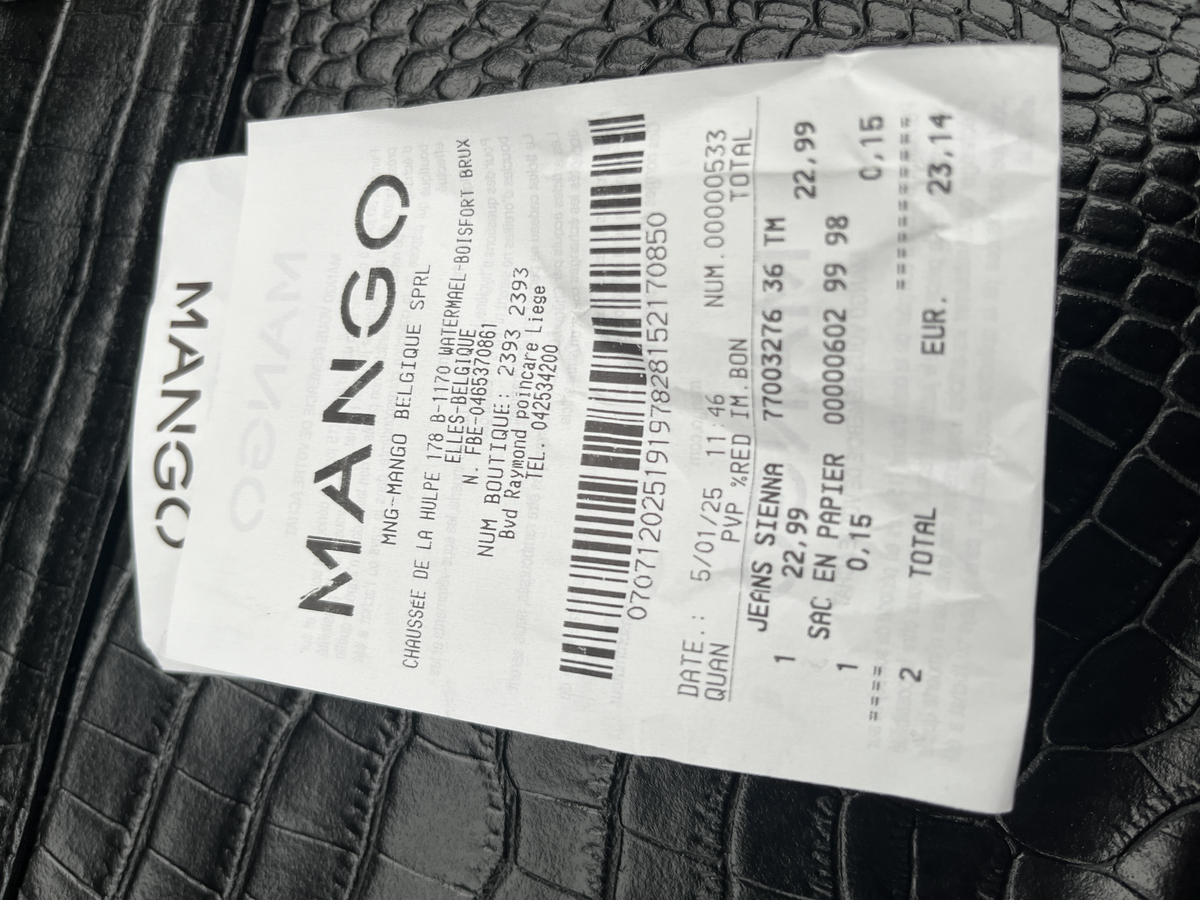 MANGO
MANGO
MNG-MANGO BELGIQUE SPRL
CHAUSSÉE DE LA HULPE 178 B-1170 WATERMAEL-BOISFORT BRUX
ELLES-BELGIQUE
N. FBE-0465370861
NUM BOUTIQUE: 2393 2393
Bvd Raymond poincare Liege
TEL. 042534200
07071202519197828152170850
DATE.: 5/01/25 11:46 NUM.00000533
QUAN PVP %RED IM.BON TOTAL
JEANS SIENNA 77003276 36 TM
1 22,99 22,99
SAC EN PAPIER 00000602 99 98
1 0,15 0,15
==== =========
2 TOTAL EUR. 23,14